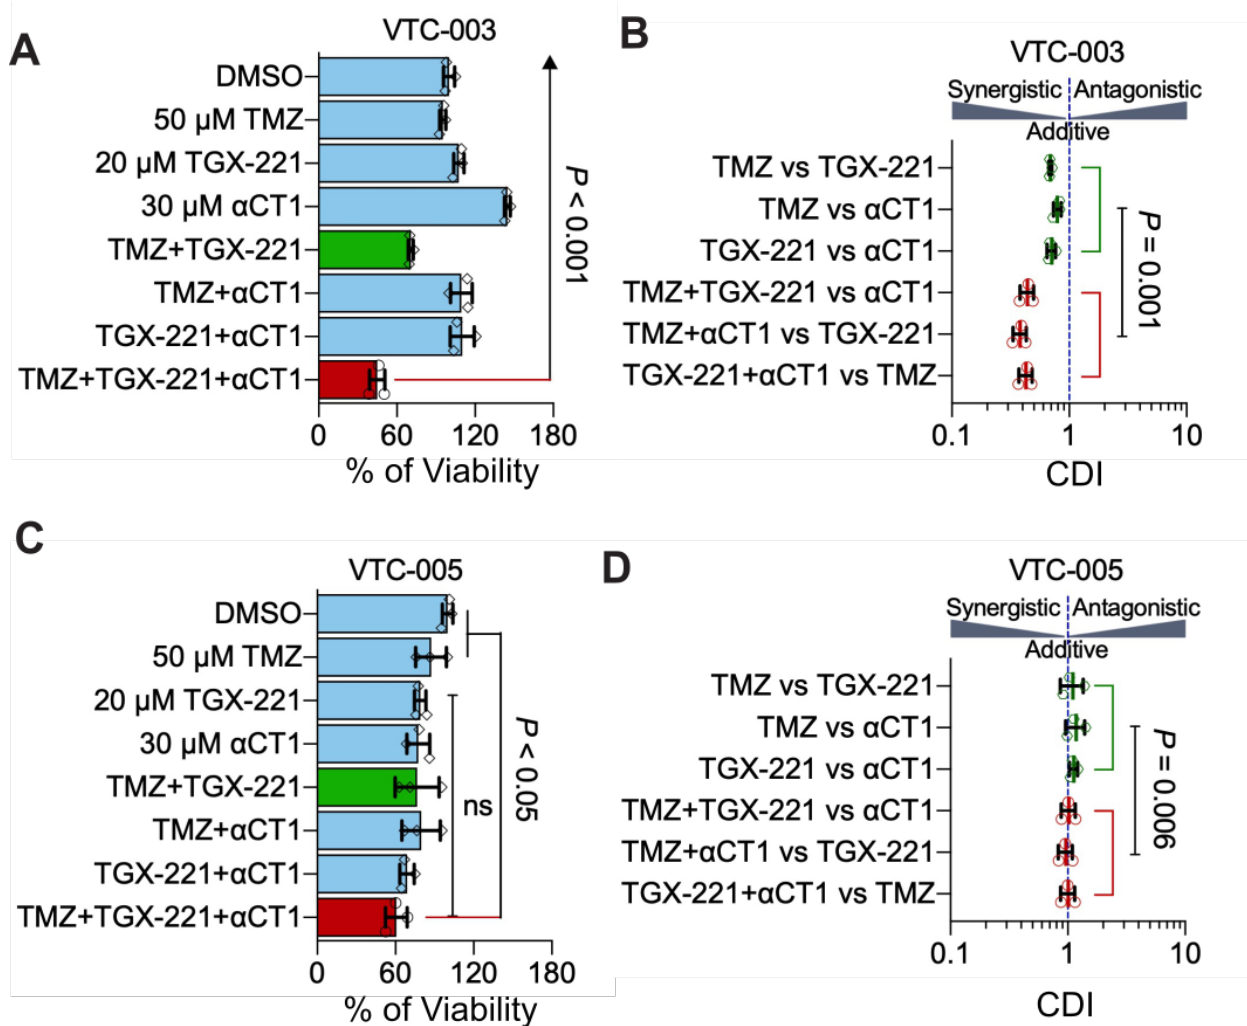 A
VTC-003
DMSO
50 µM TMZ
20 µM TGX-221
30 µM αCT1
TMZ+TGX-221
TMZ+αCT1
TGX-221+αCT1
TMZ+TGX-221+αCT1
P < 0.001
0 60 120 180
% of Viability
B
VTC-003
Synergistic Antagonistic
Additive
TMZ vs TGX-221
TMZ vs αCT1
TGX-221 vs αCT1
TMZ+TGX-221 vs αCT1
TMZ+αCT1 vs TGX-221
TGX-221+αCT1 vs TMZ
P = 0.001
0.1 1 10
CDI
C
VTC-005
DMSO
50 µM TMZ
20 µM TGX-221
30 µM αCT1
TMZ+TGX-221
TMZ+αCT1
TGX-221+αCT1
TMZ+TGX-221+αCT1
ns
P < 0.05
0 60 120 180
% of Viability
D
VTC-005
Synergistic Antagonistic
Additive
TMZ vs TGX-221
TMZ vs αCT1
TGX-221 vs αCT1
TMZ+TGX-221 vs αCT1
TMZ+αCT1 vs TGX-221
TGX-221+αCT1 vs TMZ
P = 0.006
0.1 1 10
CDI